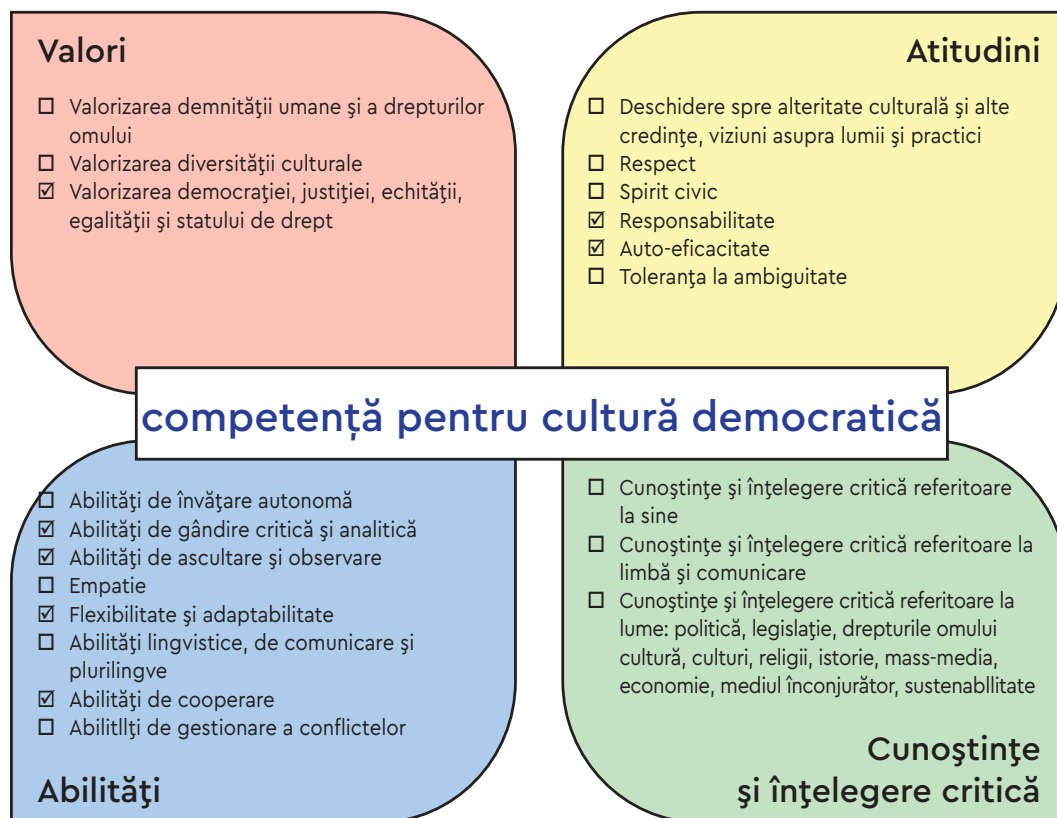 Valori
☐ Valorizarea demnităţii umane şi a drepturilor
omului
☐ Valorizarea diversităţii culturale
☑ Valorizarea democraţiei, justiţiei, echităţii,
egalităţii şi statului de drept
Atitudini
☐ Deschidere spre alteritate culturală şi alte
credinţe, viziuni asupra lumii şi practici
☐ Respect
☐ Spirit civic
☑ Responsabilitate
☑ Auto-eficacitate
☐ Toleranţa la ambiguitate
competență pentru cultură democratică
☐ Abilităţi de învăţare autonomă
☑ Abilităţi de gândire critică şi analitică
☑ Abilităţi de ascultare şi observare
☐ Empatie
☑ Flexibilitate şi adaptabilitate
☐ Abilităţi lingvistice, de comunicare şi
plurilingve
☑ Abilităţi de cooperare
☐ Abilitllţi de gestionare a conflictelor
Abilităţi
☐ Cunoştinţe şi înţelegere critică referitoare
la sine
☐ Cunoştinţe şi înţelegere critică referitoare la
limbă şi comunicare
☐ Cunoştinţe şi înţelegere critică referitoare la
lume: politică, legislaţie, drepturile omului
cultură, culturi, religii, istorie, mass-media,
economie, mediul înconjurător, sustenabllitate
Cunoştinţe
şi înţelegere critică